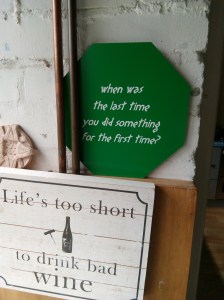 when was
the last time
you did something
for the first time?
Life's too short
to drink bad
wine